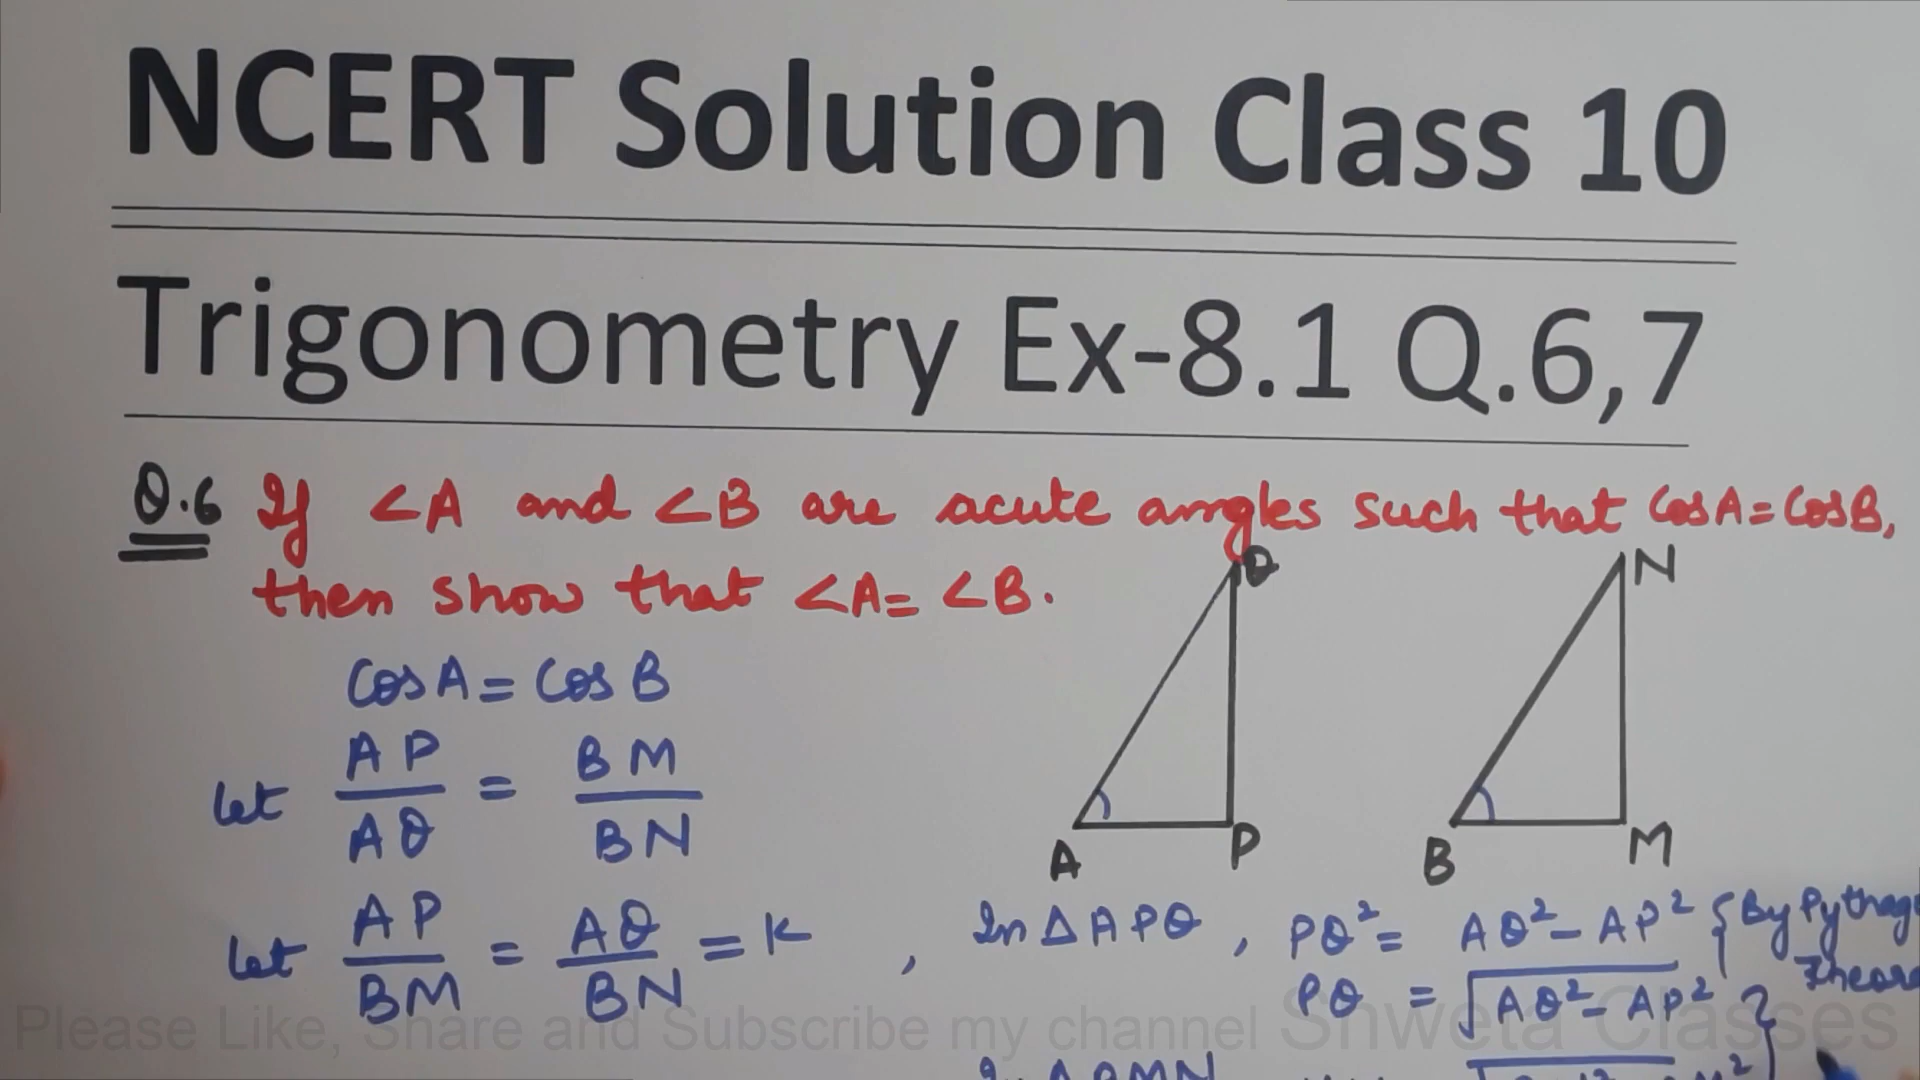 NCERT Solution Class 10
Trigonometry Ex-8.1 Q.6,7
Q.6 If ∠A and ∠B are acute angles such that CosA = CosB,
then show that ∠A = ∠B.
Q
N
Cos A = Cos B
let AP/AQ = BM/BN
A
P
B
M
let AP/BM = AQ/BN = K , In ΔAPQ , PQ² = AQ² - AP² {By Pythag
PQ = √AQ² - AP² }
Please Like, Share and Subscribe my channel Shweta Classes